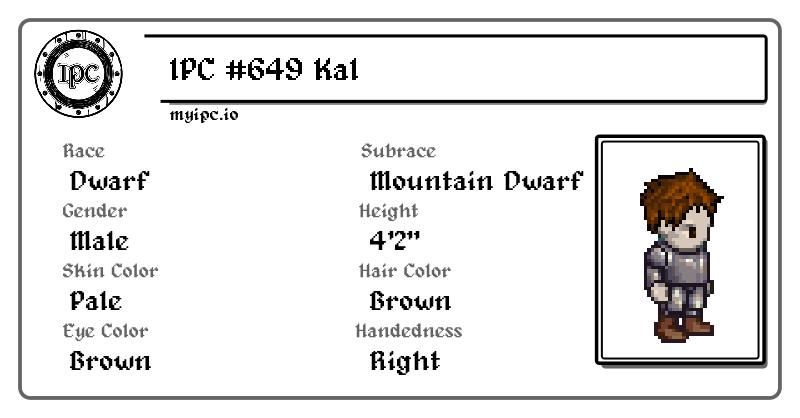 IPC
IPC #649 Kal
myipc.io
Race
Dwarf
Subrace
Mountain Dwarf
Gender
Male
Height
4'2"
Skin Color
Pale
Hair Color
Brown
Eye Color
Brown
Handedness
Right